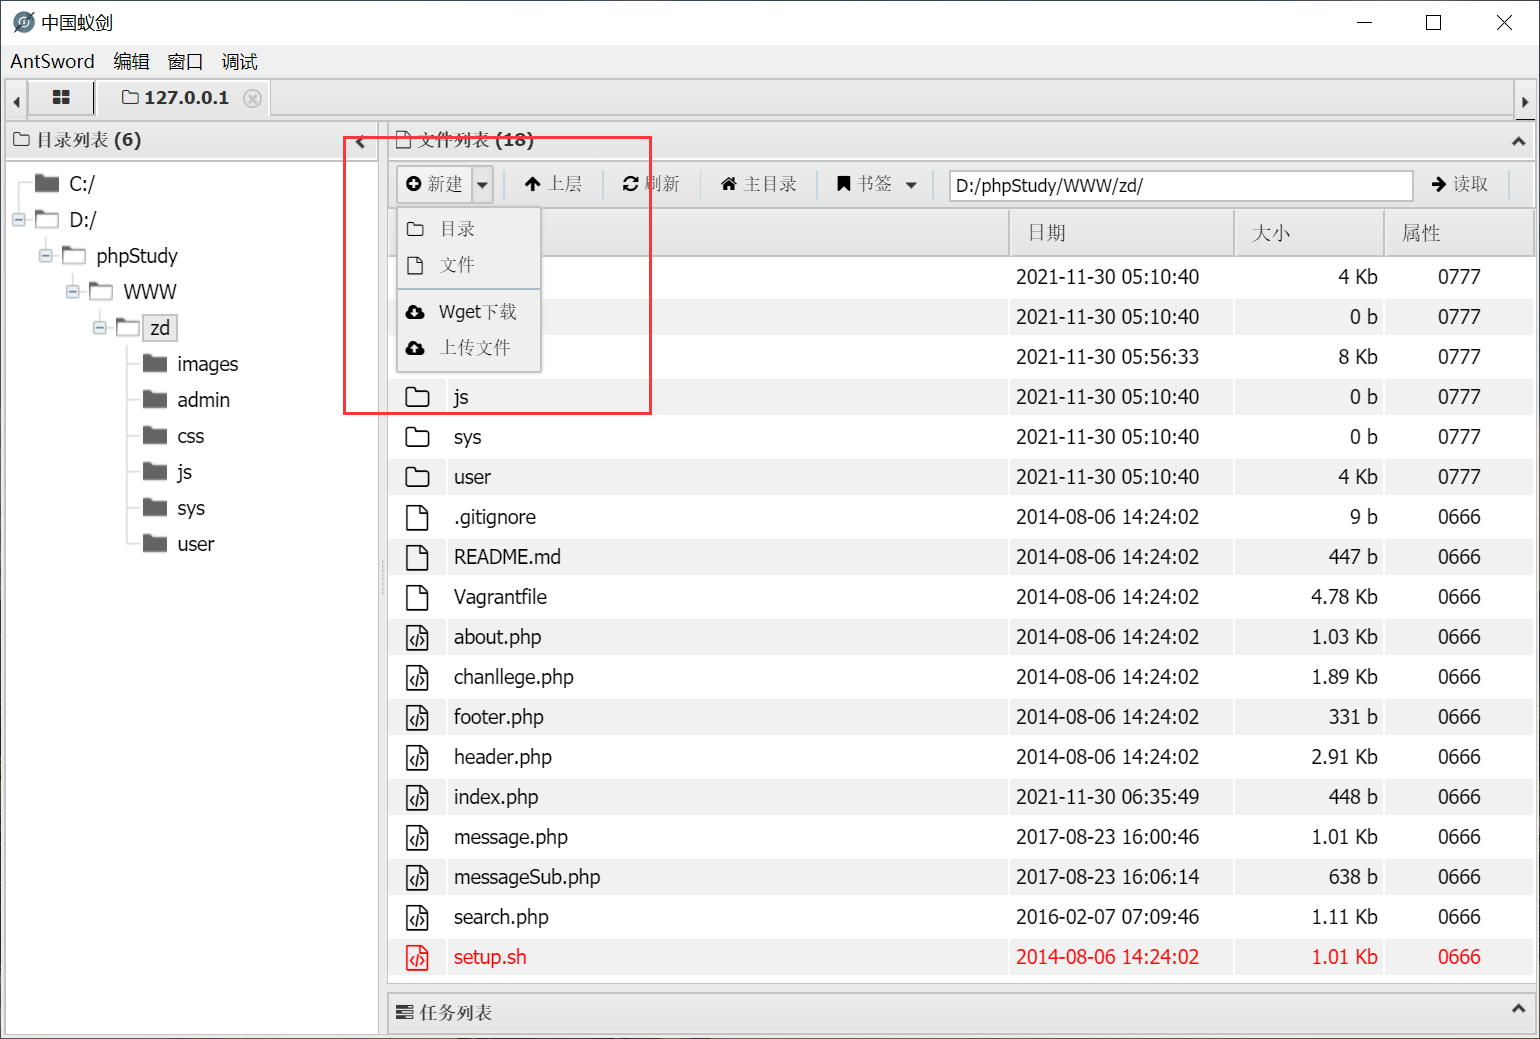 中国蚁剑
AntSword 编辑 窗口 调试
127.0.0.1
目录列表 (6)
C:/
D:/
phpStudy
WWW
zd
images
admin
css
js
sys
user
文件列表 (18)
新建 上层 刷新 主目录 书签 D:/phpStudy/WWW/zd/ 读取
目录
文件
Wget下载
上传文件
日期 大小 属性
2021-11-30 05:10:40 4 Kb 0777
2021-11-30 05:10:40 0 b 0777
2021-11-30 05:56:33 8 Kb 0777
js 2021-11-30 05:10:40 0 b 0777
sys 2021-11-30 05:10:40 0 b 0777
user 2021-11-30 05:10:40 4 Kb 0777
.gitignore 2014-08-06 14:24:02 9 b 0666
README.md 2014-08-06 14:24:02 447 b 0666
Vagrantfile 2014-08-06 14:24:02 4.78 Kb 0666
about.php 2014-08-06 14:24:02 1.03 Kb 0666
chanllege.php 2014-08-06 14:24:02 1.89 Kb 0666
footer.php 2014-08-06 14:24:02 331 b 0666
header.php 2014-08-06 14:24:02 2.91 Kb 0666
index.php 2021-11-30 06:35:49 448 b 0666
message.php 2017-08-23 16:00:46 1.01 Kb 0666
messageSub.php 2017-08-23 16:06:14 638 b 0666
search.php 2016-02-07 07:09:46 1.11 Kb 0666
setup.sh 2014-08-06 14:24:02 1.01 Kb 0666
任务列表